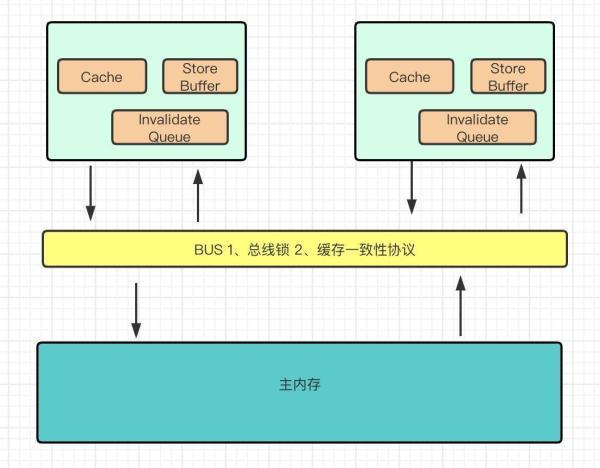 Cache
Store
Buffer
Invalidate
Queue
Cache
Store
Buffer
Invalidate
Queue
BUS 1、总线锁 2、缓存一致性协议
主内存